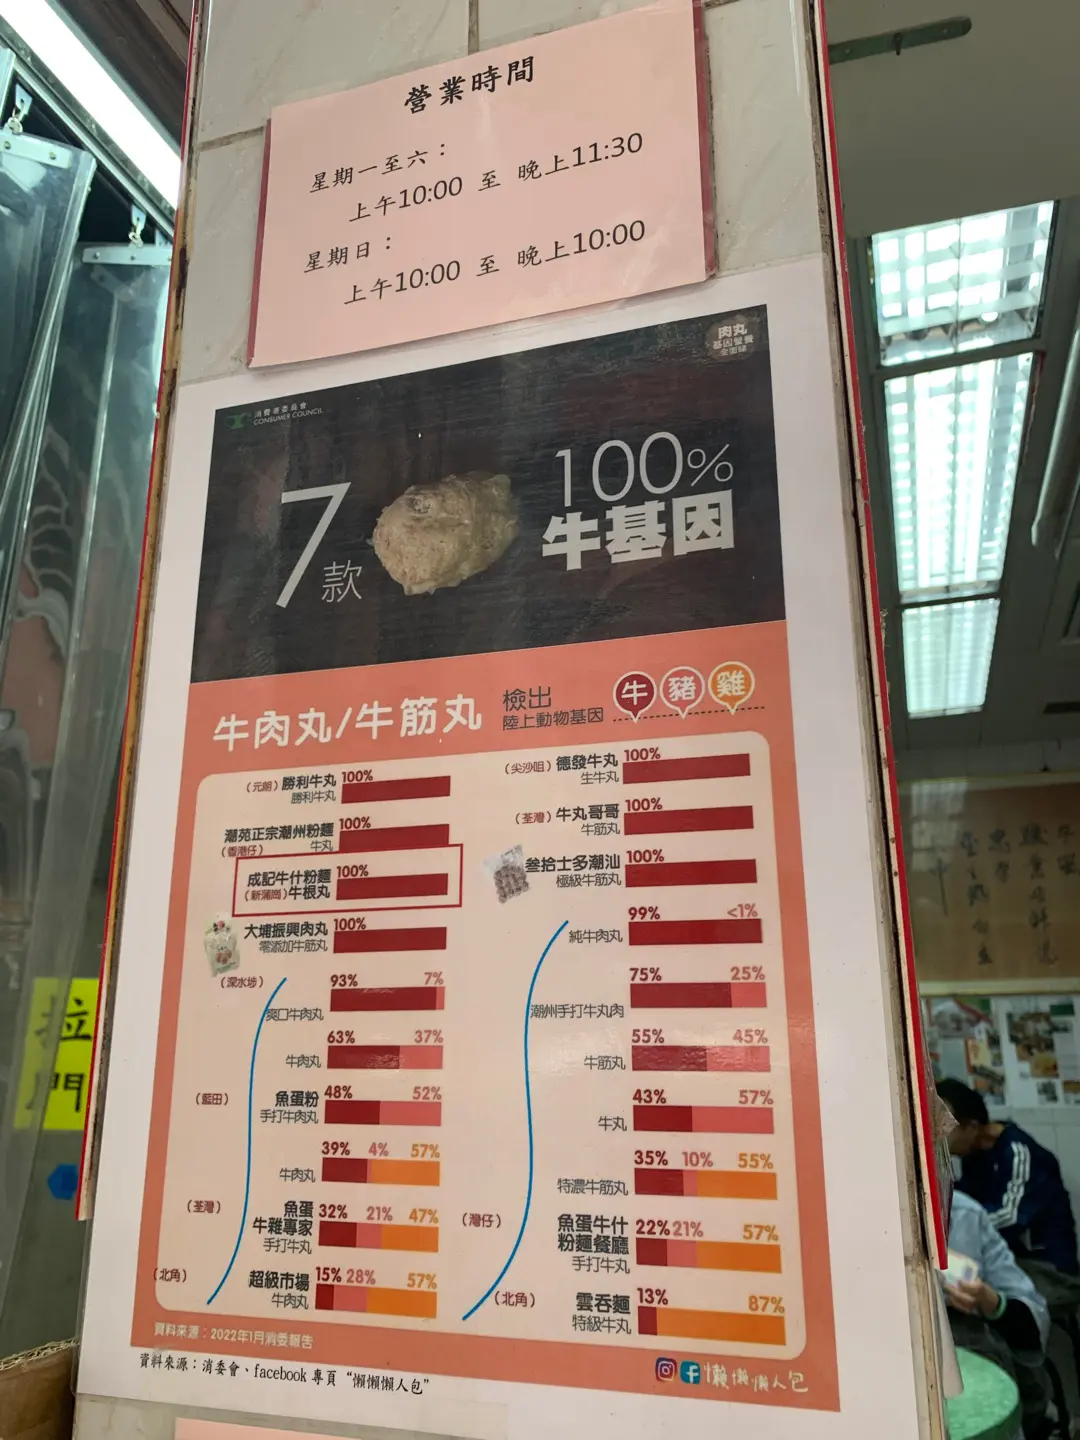 營業時間
星期一至六：
上午10:00 至 晚上11:30
星期日：
上午10:00 至 晚上10:00
消費者委員會
CONSUMER COUNCIL
肉丸
基因營養
全面睇
7款
100%
牛基因
牛肉丸/牛筋丸
檢出
陸上動物基因
牛 豬 雞
(元朗) 勝利牛丸 100%
勝利牛丸
潮苑正宗潮州粉麵 100%
(香港仔) 牛丸
成記牛什粉麵 100%
(新蒲崗) 牛根丸
大埔振興肉丸 100%
零添加牛筋丸
(深水埗) 93% 7%
爽口牛肉丸
63% 37%
牛肉丸
(藍田) 魚蛋粉 48% 52%
手打牛肉丸
39% 4% 57%
牛肉丸
(荃灣) 魚蛋 32% 21% 47%
牛雜專家
手打牛丸
(北角) 超級市場 15% 28% 57%
牛肉丸
(尖沙咀) 德發牛丸 100%
生牛丸
(荃灣) 牛丸哥哥 100%
牛筋丸
叁拾士多潮汕 100%
極級牛筋丸
99% <1%
純牛肉丸
75% 25%
潮州手打牛丸肉
55% 45%
牛筋丸
43% 57%
牛丸
35% 10% 55%
特濃牛筋丸
(灣仔) 魚蛋牛什 22% 21% 57%
粉麵餐廳
手打牛丸
(北角) 雲吞麵 13% 87%
特級牛丸
資料來源：2022年1月消委報告
懶懶懶人包
資料來源：消委會、facebook 專頁 “懶懶懶人包”
拉
門